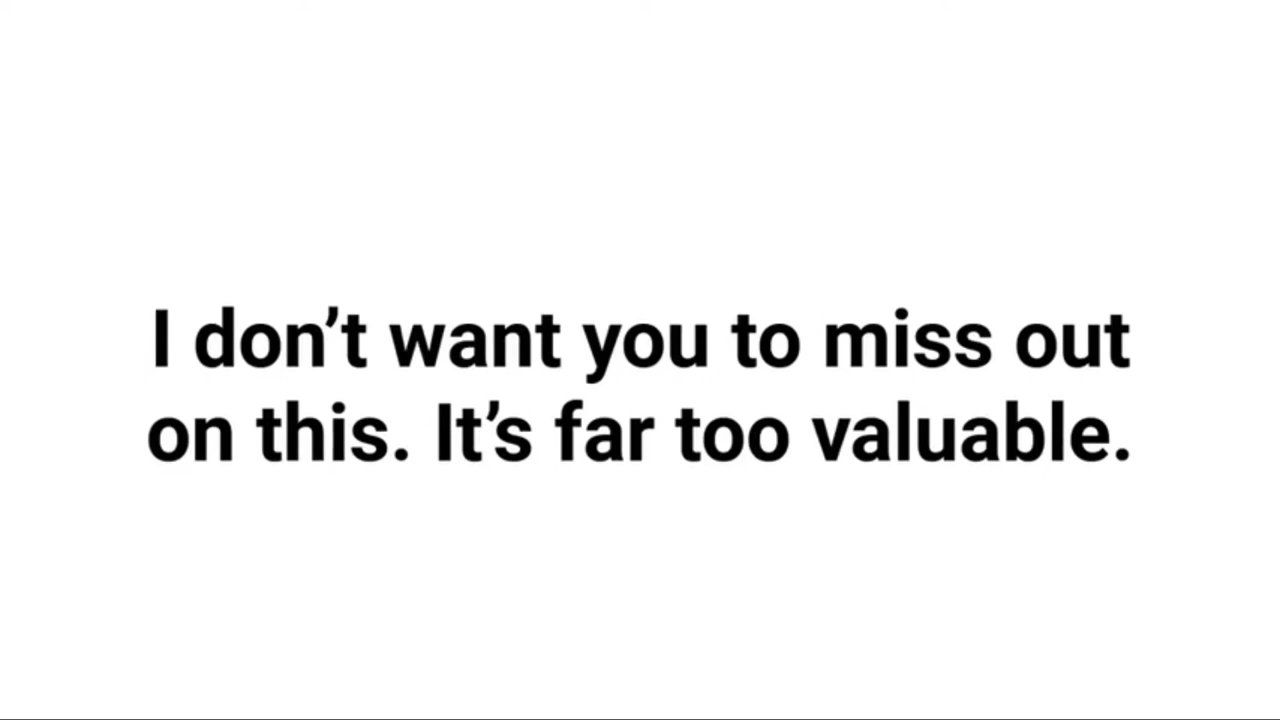 I don’t want you to miss out
on this. It’s far too valuable.